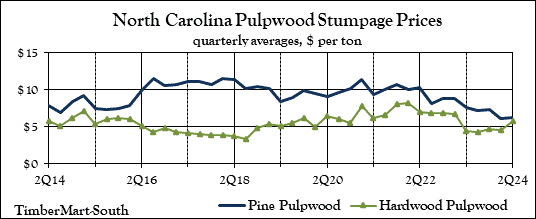 North Carolina Pulpwood Stumpage Prices
quarterly averages, $ per ton
$15
$10
$5
$0
2Q14 2Q16 2Q18 2Q20 2Q22 2Q24
TimberMart-South
Pine Pulpwood Hardwood Pulpwood